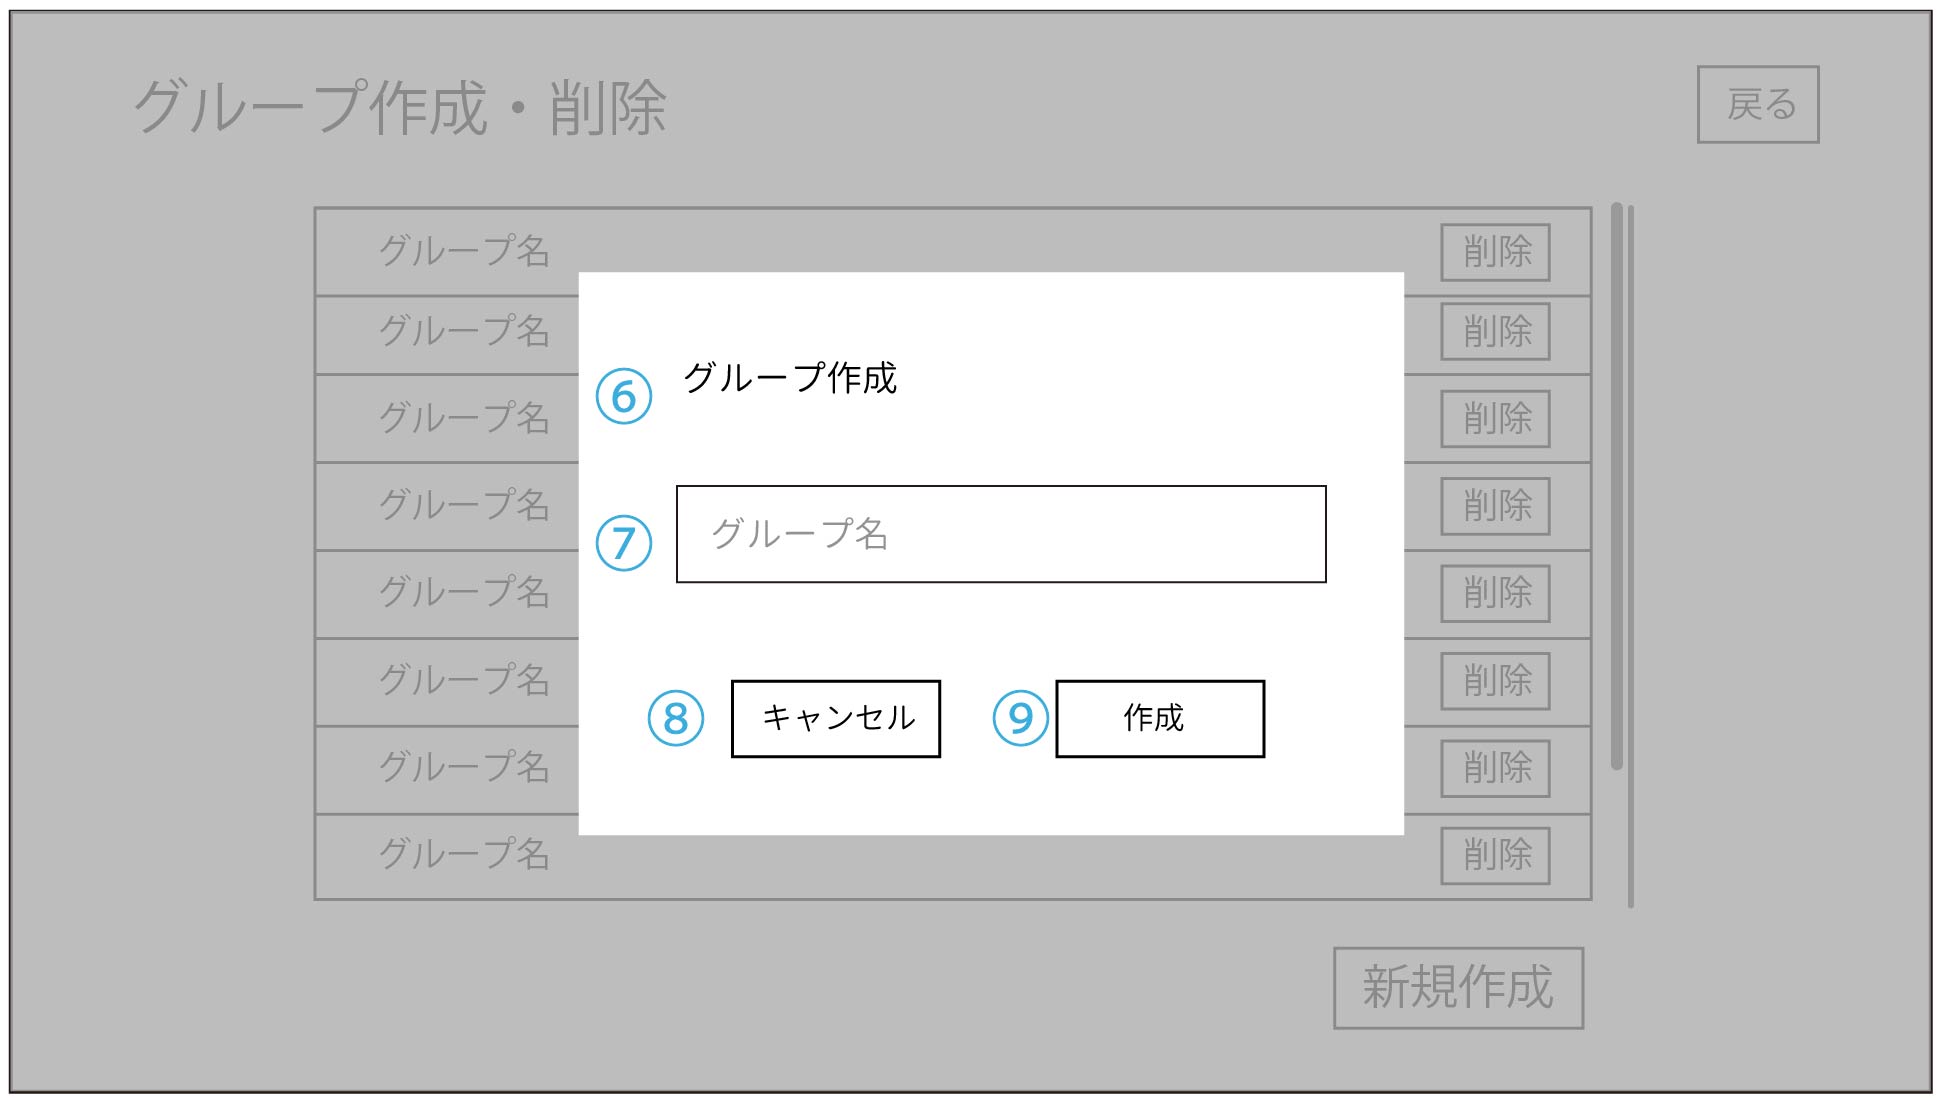 グループ作成・削除
戻る
グループ名 削除
グループ名 削除
グループ名 削除
グループ名 削除
グループ名 削除
グループ名 削除
グループ名 削除
グループ名 削除
⑥ グループ作成
⑦ グループ名
⑧ キャンセル
⑨ 作成
新規作成